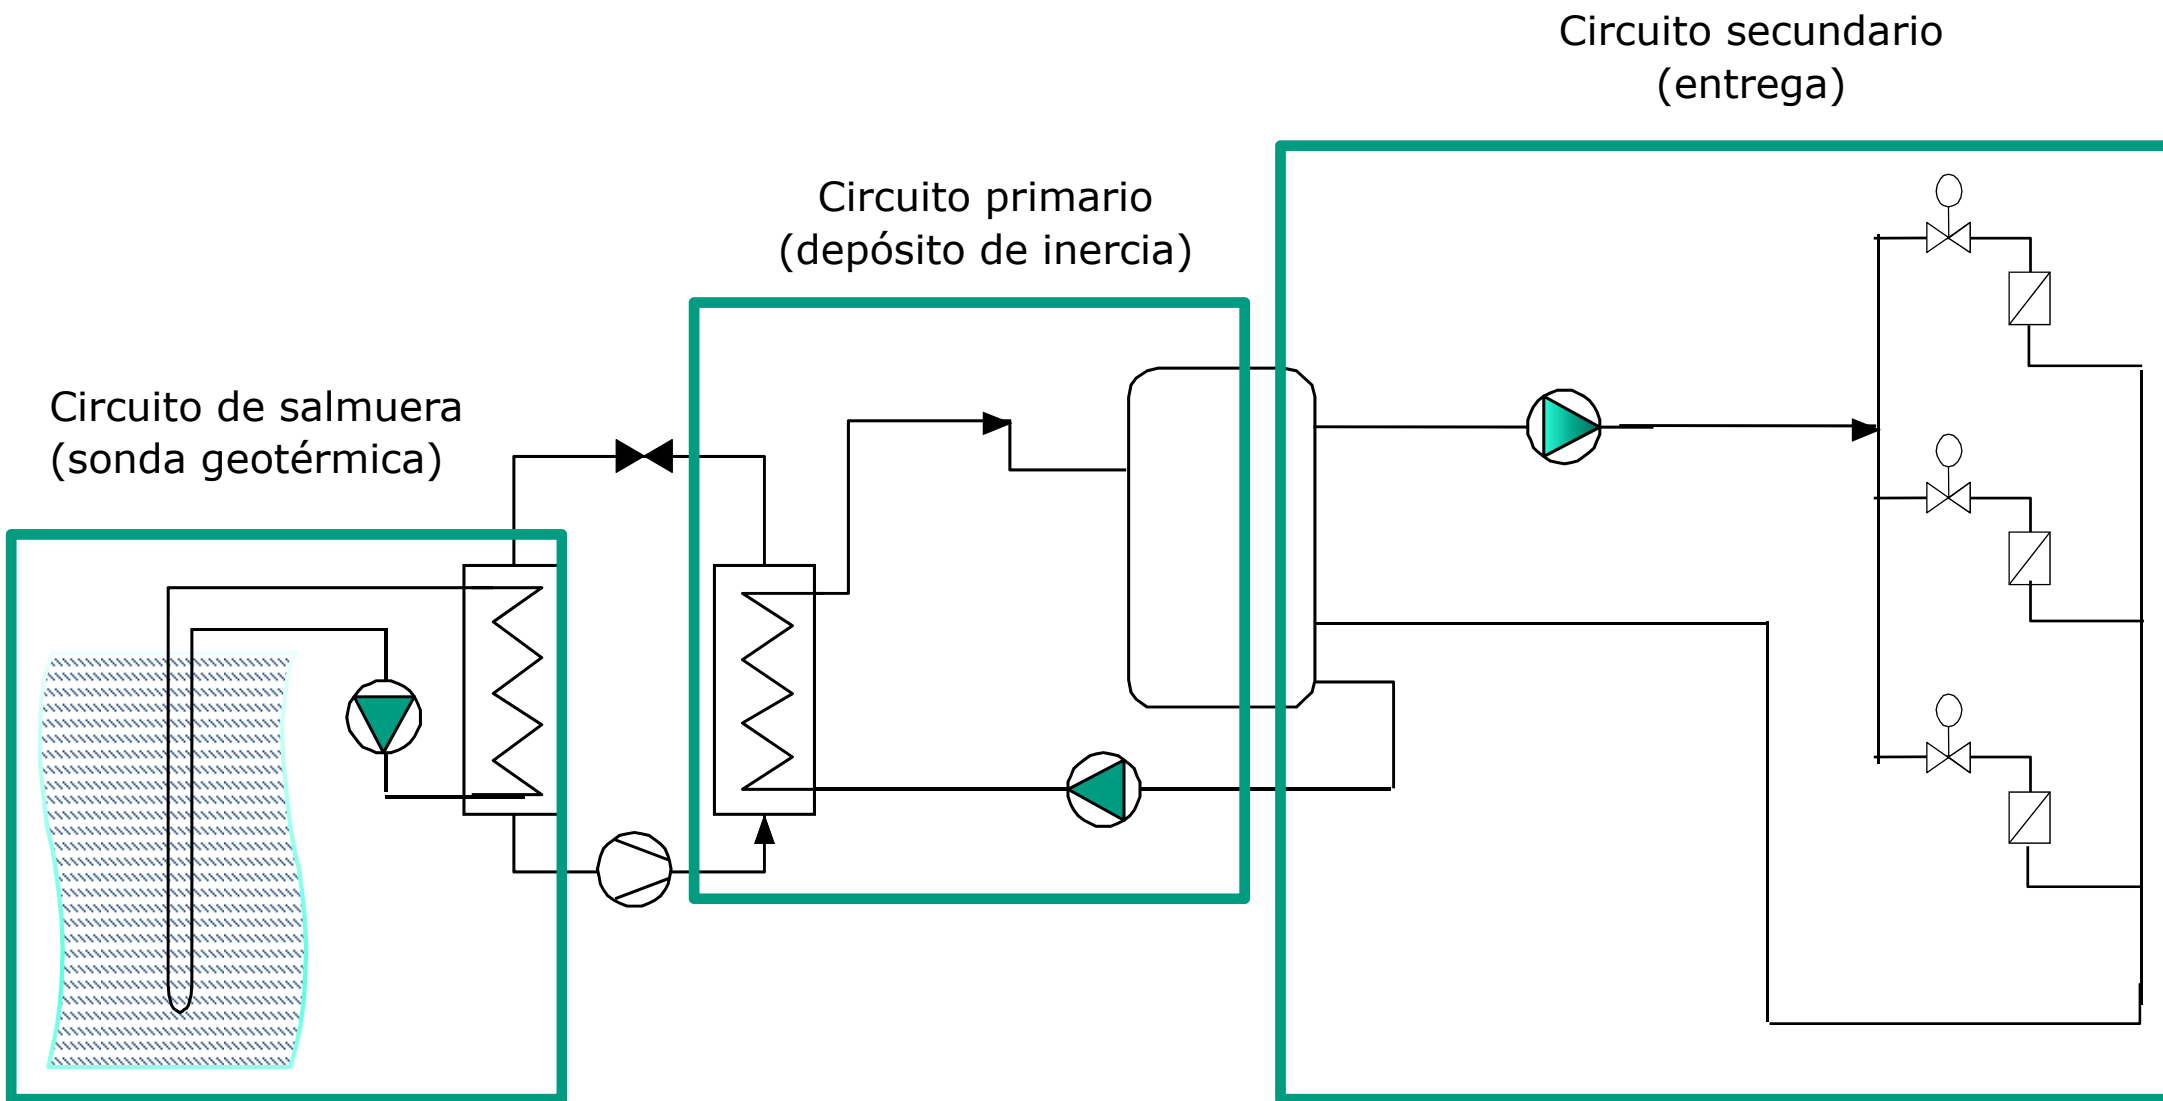 Circuito secundario
(entrega)
Circuito primario
(depósito de inercia)
Circuito de salmuera
(sonda geotérmica)